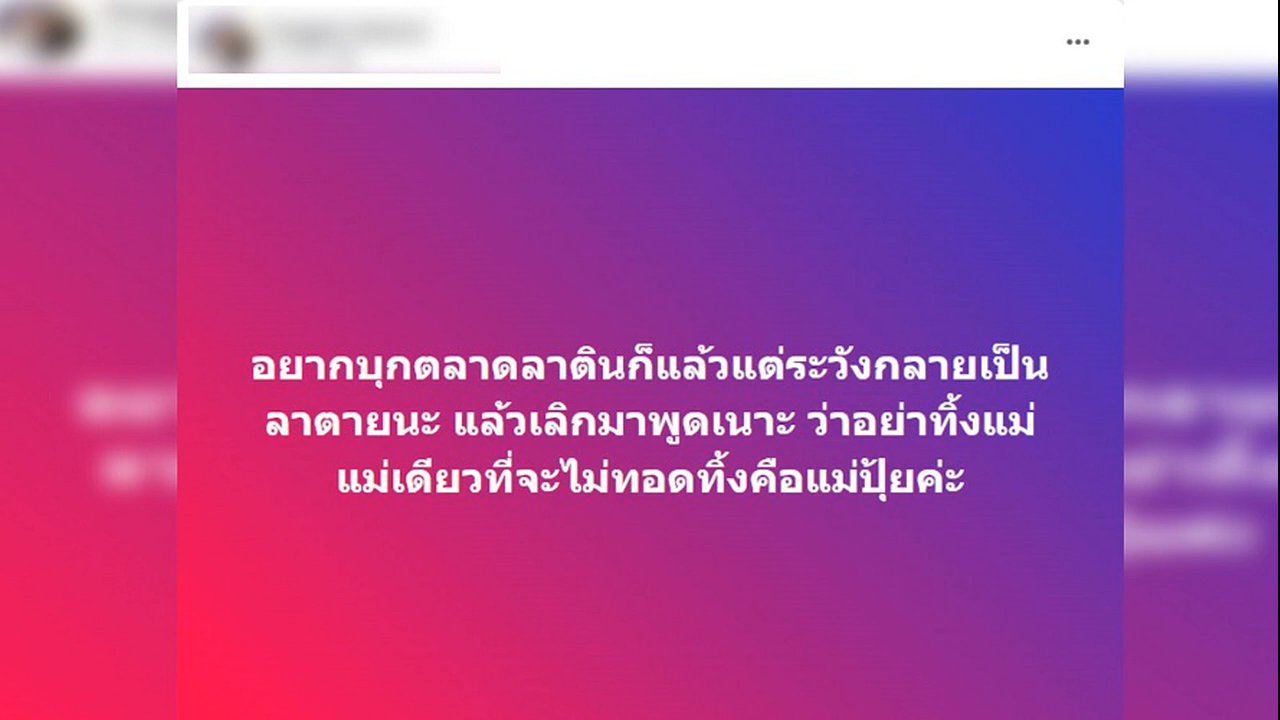 อยากบุกตลาดลาตินก็แล้วแต่ระวังกลายเป็น
ลาตายนะ แล้วเลิกมาพูดเนาะ ว่าอย่าทิ้งแม่
แม่เดียวที่จะไม่ทอดทิ้งคือแม่ปุ้ยค่ะ